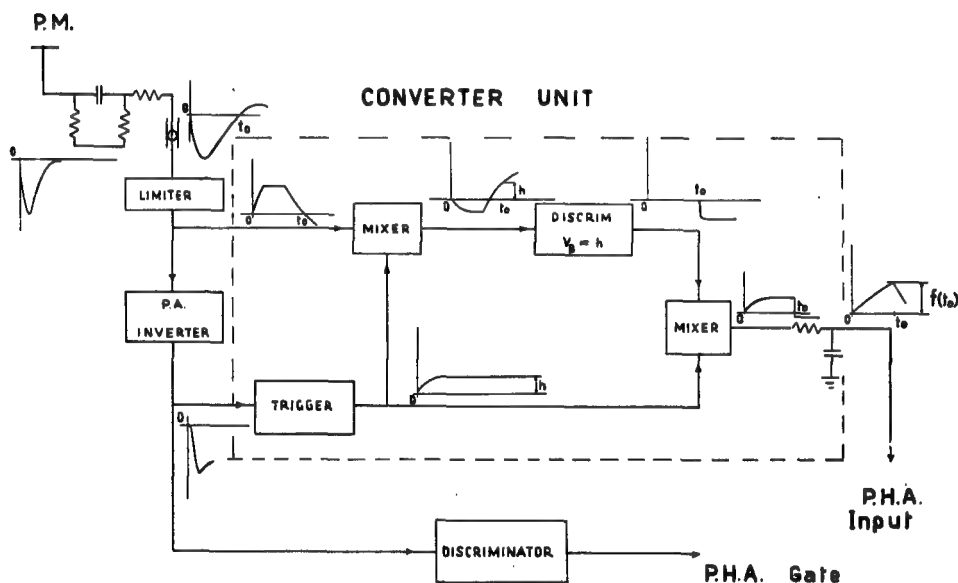 P.M.
CONVERTER UNIT
0
t₀
0
LIMITER
0
t₀
MIXER
t₀
h
DISCRIM
V_B = h
0
t₀
P.A.
INVERTER
MIXER
0
t₀
0
t₀
f(t₀)
TRIGGER
0
h
0
P.H.A.
Input
DISCRIMINATOR
P.H.A. Gate